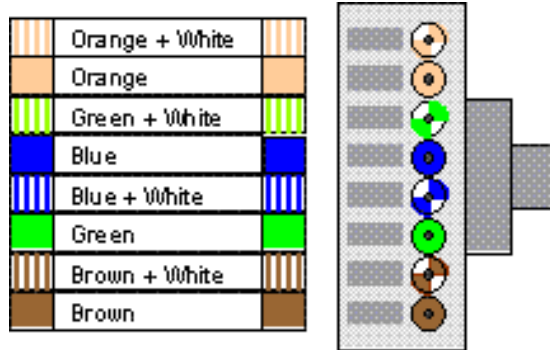 Orange + White
Orange
Green + White
Blue
Blue + White
Green
Brown + White
Brown